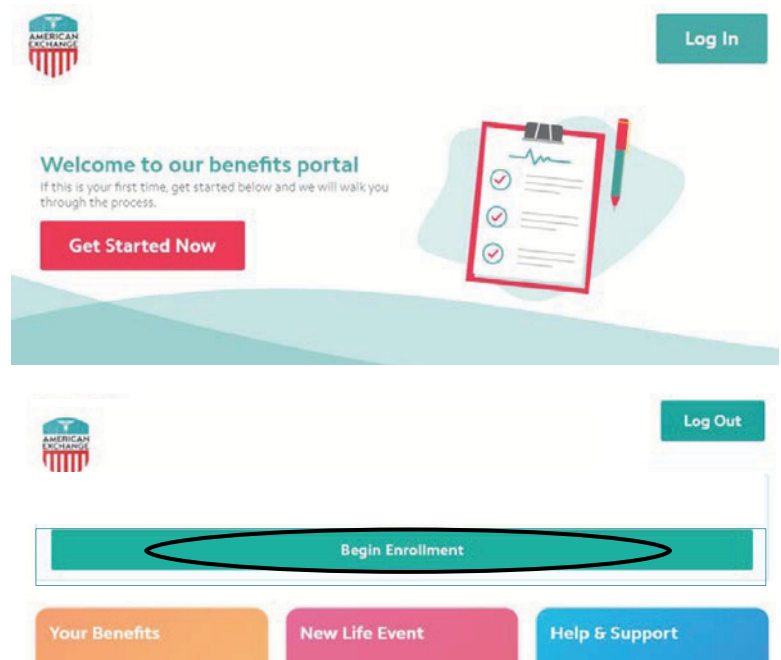 AMERICAN
EXCHANGE
Log In
Welcome to our benefits portal
If this is your first time, get started below and we will walk you
through the process.
Get Started Now
AMERICAN
EXCHANGE
Log Out
Begin Enrollment
Your Benefits
New Life Event
Help & Support